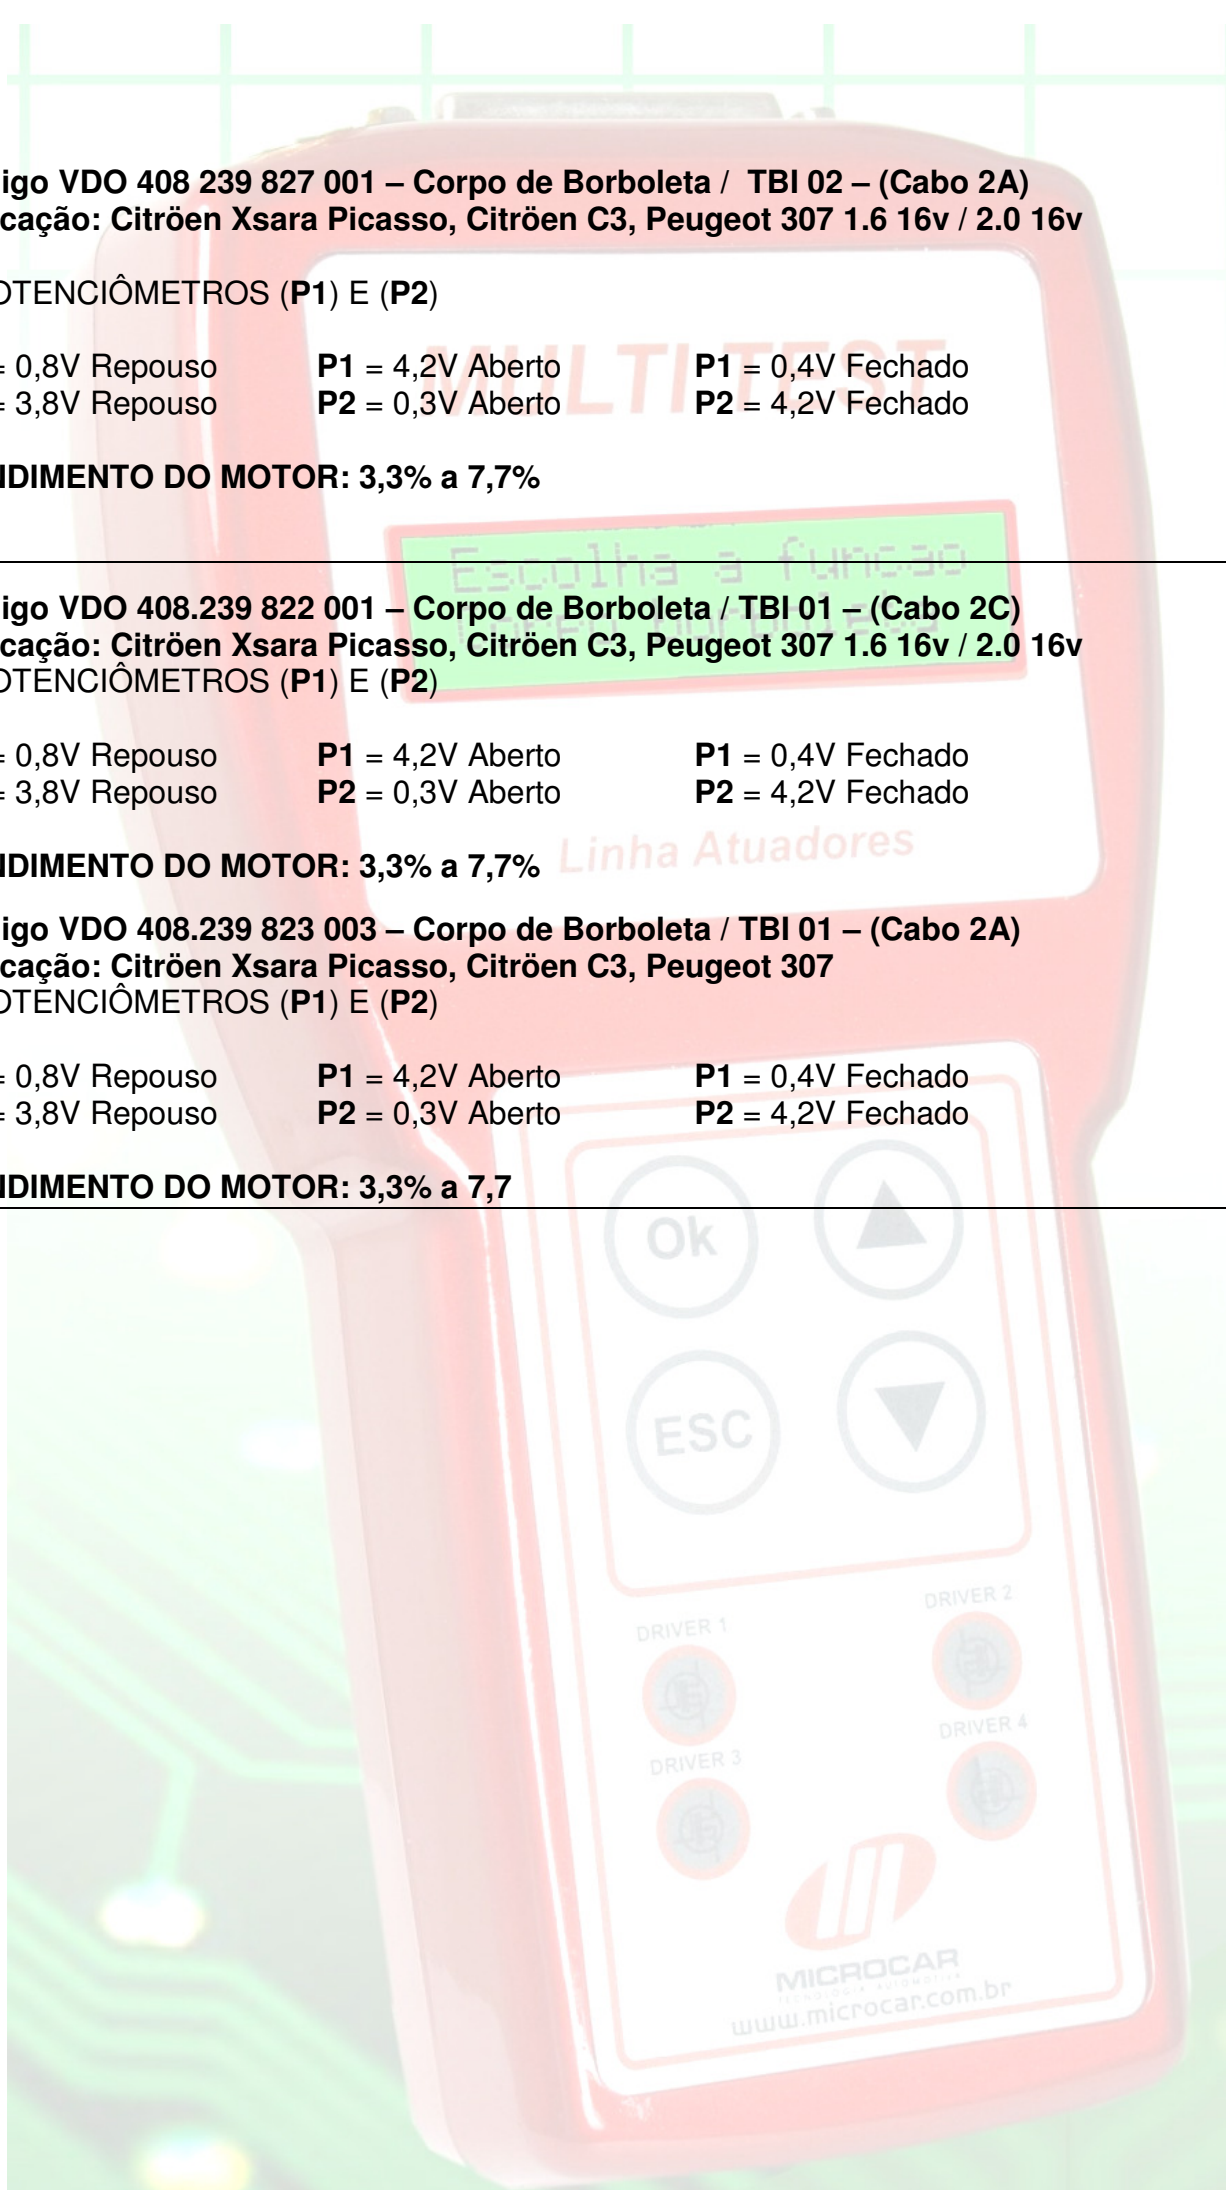 igo VDO 408 239 827 001 – Corpo de Borboleta / TBI 02 – (Cabo 2A)
cação: Citröen Xsara Picasso, Citröen C3, Peugeot 307 1.6 16v / 2.0 16v
OTENCIÔMETROS (P1) E (P2)
= 0,8V Repouso P1 = 4,2V Aberto P1 = 0,4V Fechado
= 3,8V Repouso P2 = 0,3V Aberto P2 = 4,2V Fechado
MULTI TEST
NDIMENTO DO MOTOR: 3,3% a 7,7%
Escolha a funcao
igo VDO 408.239 822 001 – Corpo de Borboleta / TBI 01 – (Cabo 2C)
cação: Citröen Xsara Picasso, Citröen C3, Peugeot 307 1.6 16v / 2.0 16v
OTENCIÔMETROS (P1) E (P2)
= 0,8V Repouso P1 = 4,2V Aberto P1 = 0,4V Fechado
= 3,8V Repouso P2 = 0,3V Aberto P2 = 4,2V Fechado
NDIMENTO DO MOTOR: 3,3% a 7,7%
Linha Atuadores
igo VDO 408.239 823 003 – Corpo de Borboleta / TBI 01 – (Cabo 2A)
cação: Citröen Xsara Picasso, Citröen C3, Peugeot 307
OTENCIÔMETROS (P1) E (P2)
= 0,8V Repouso P1 = 4,2V Aberto P1 = 0,4V Fechado
= 3,8V Repouso P2 = 0,3V Aberto P2 = 4,2V Fechado
NDIMENTO DO MOTOR: 3,3% a 7,7
Ok
ESC
DRIVER 1
DRIVER 2
DRIVER 3
DRIVER 4
MICROCAR
TECNOLOGIA AUTOMOTIVA
www.microcar.com.br